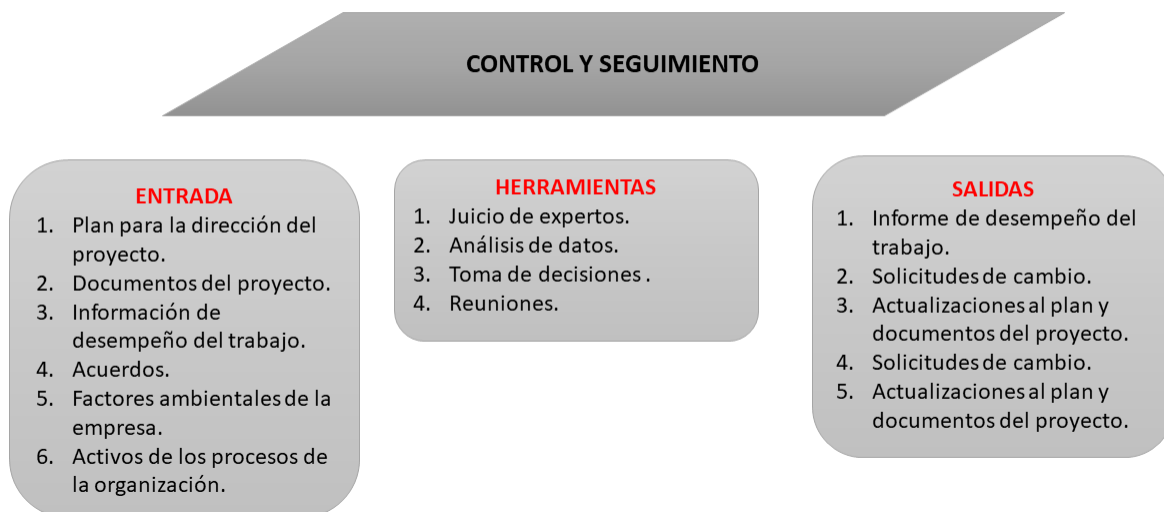 CONTROL Y SEGUIMIENTO
ENTRADA
1. Plan para la dirección del
proyecto.
2. Documentos del proyecto.
3. Información de
desempeño del trabajo.
4. Acuerdos.
5. Factores ambientales de la
empresa.
6. Activos de los procesos de
la organización.
HERRAMIENTAS
1. Juicio de expertos.
2. Análisis de datos.
3. Toma de decisiones .
4. Reuniones.
SALIDAS
1. Informe de desempeño del
trabajo.
2. Solicitudes de cambio.
3. Actualizaciones al plan y
documentos del proyecto.
4. Solicitudes de cambio.
5. Actualizaciones al plan y
documentos del proyecto.